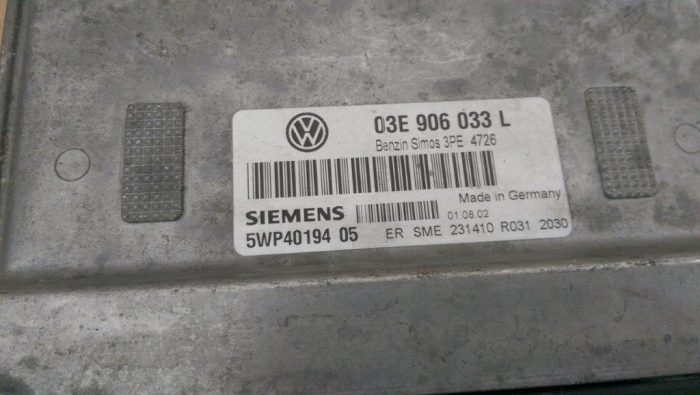 03E 906 033 L
Benzin Simos 3PE 4726
Made in Germany
SIEMENS 01.08.02
5WP40194 05 ER SME 231410 R031 2030